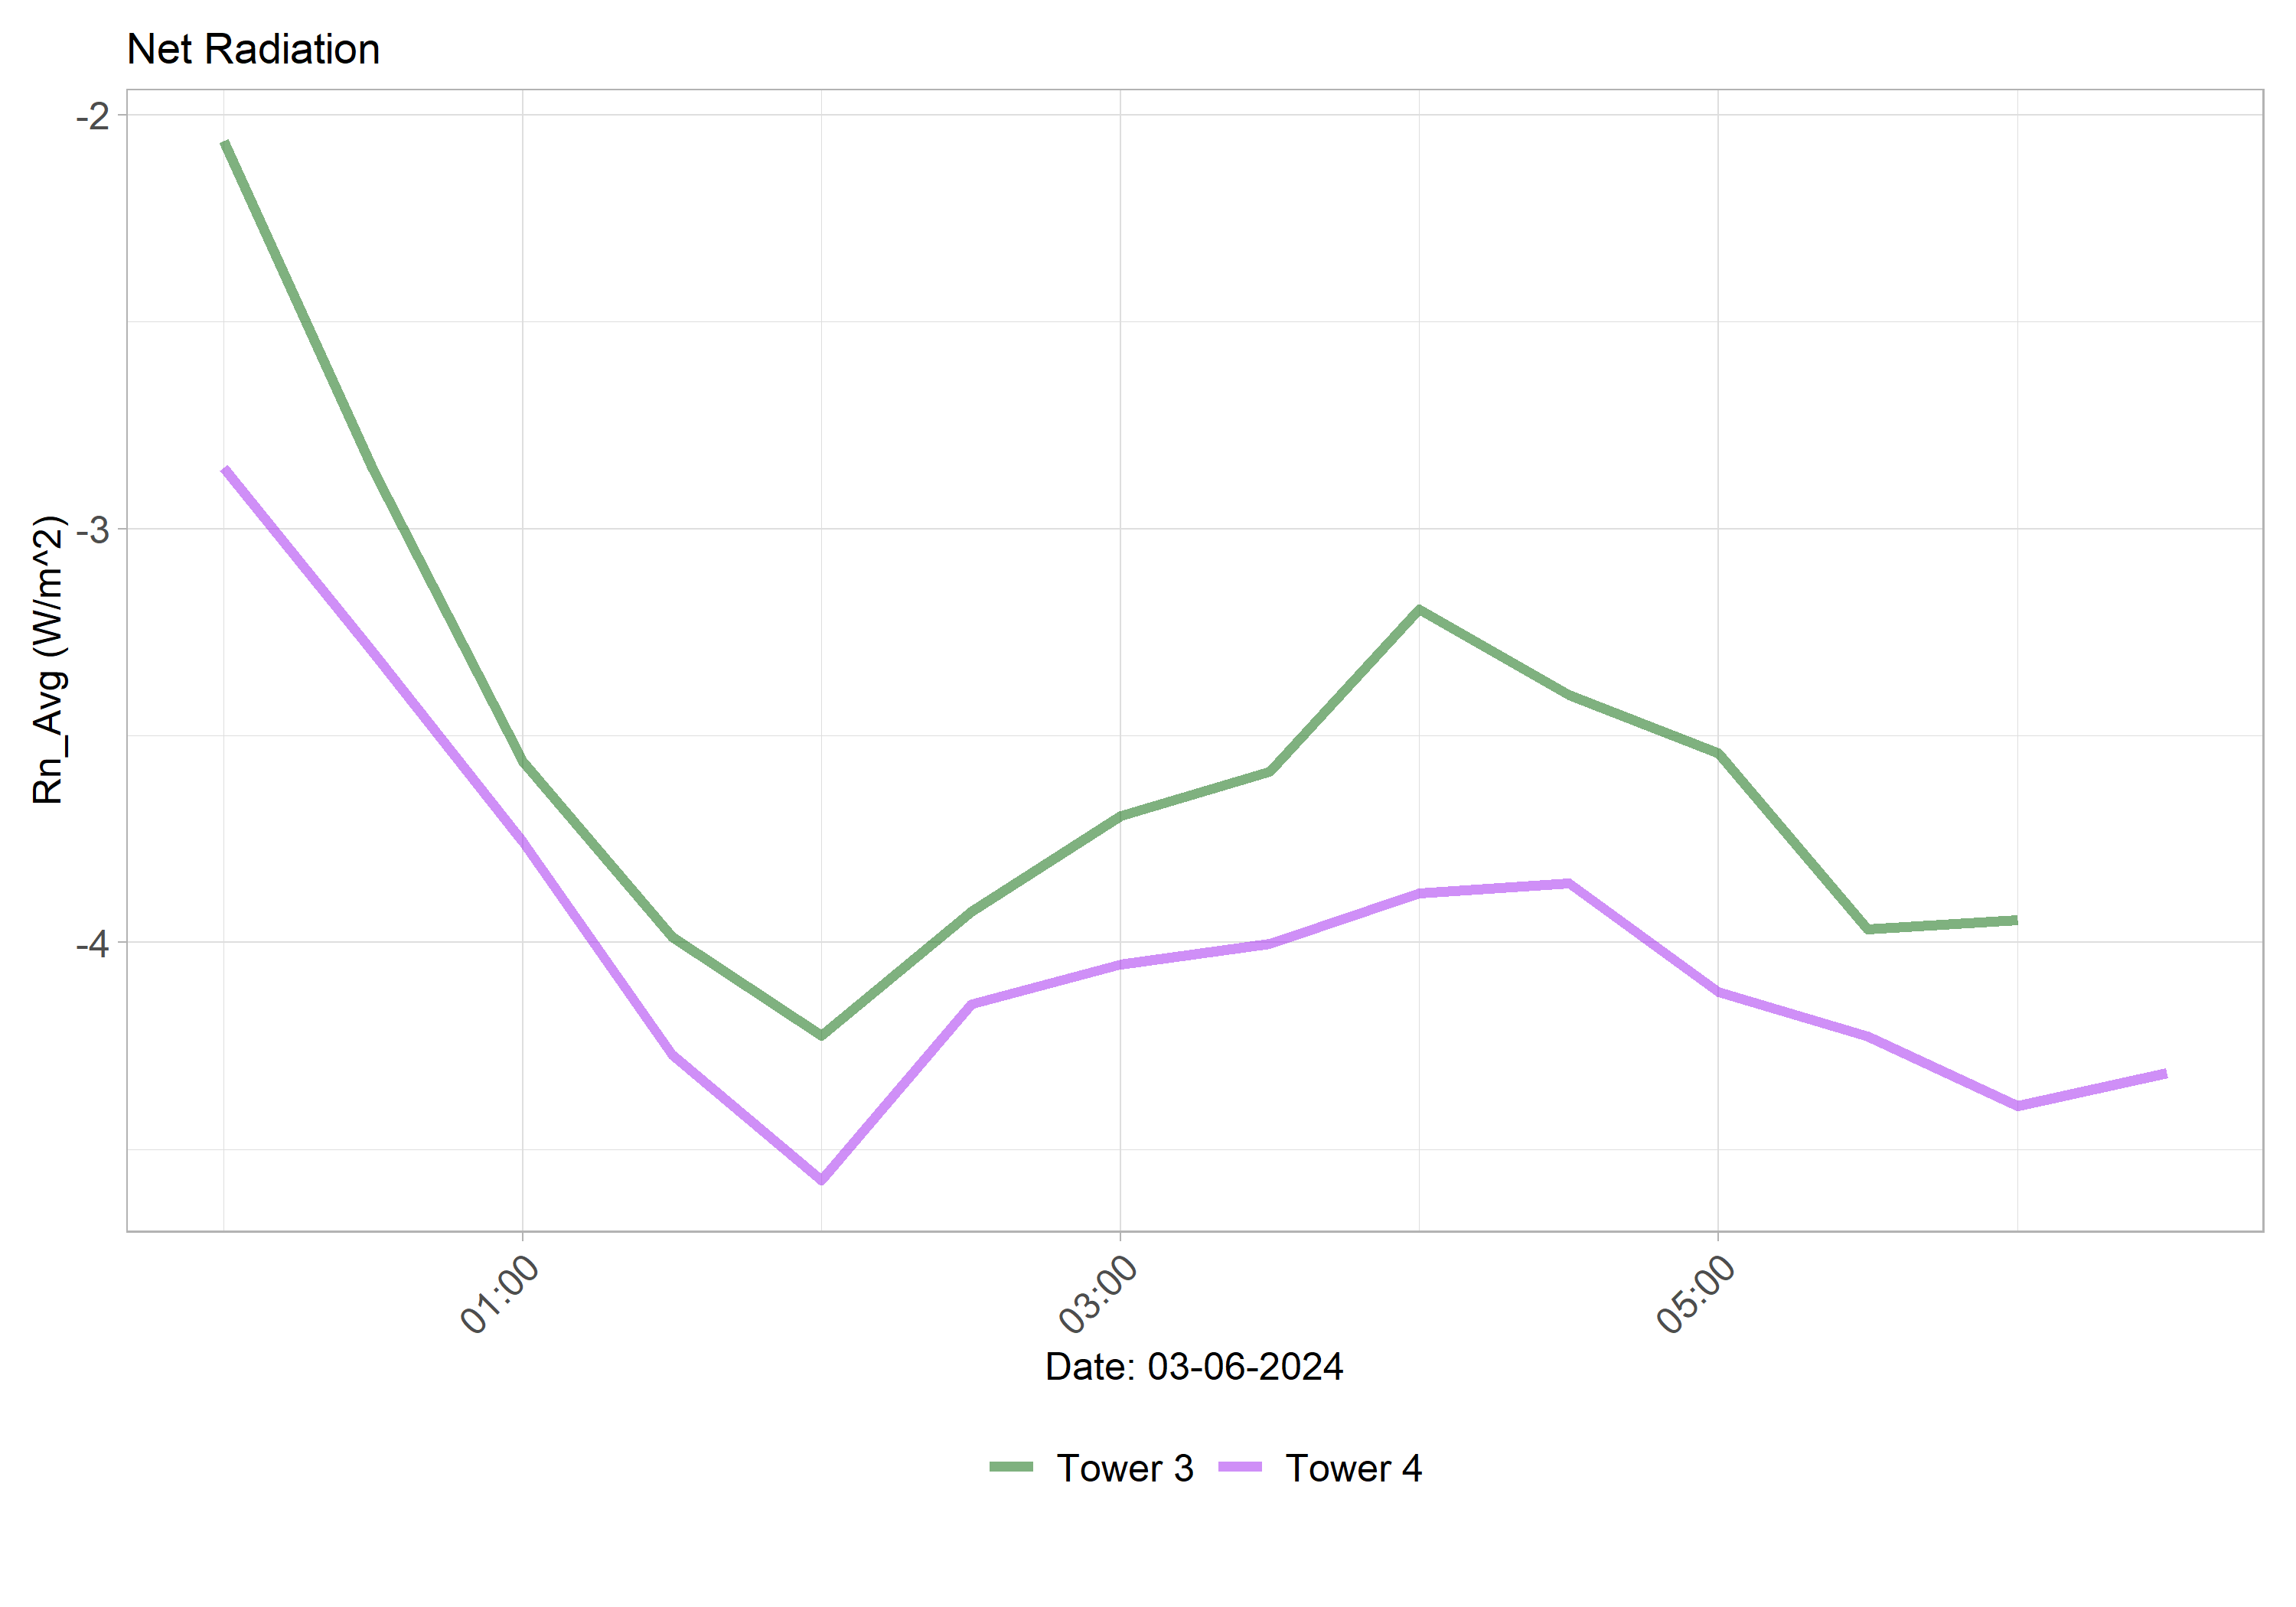 Net Radiation
Rn_Avg (W/m^2)
-2
-3
-4
01:00
03:00
05:00
Date: 03-06-2024
Tower 3
Tower 4